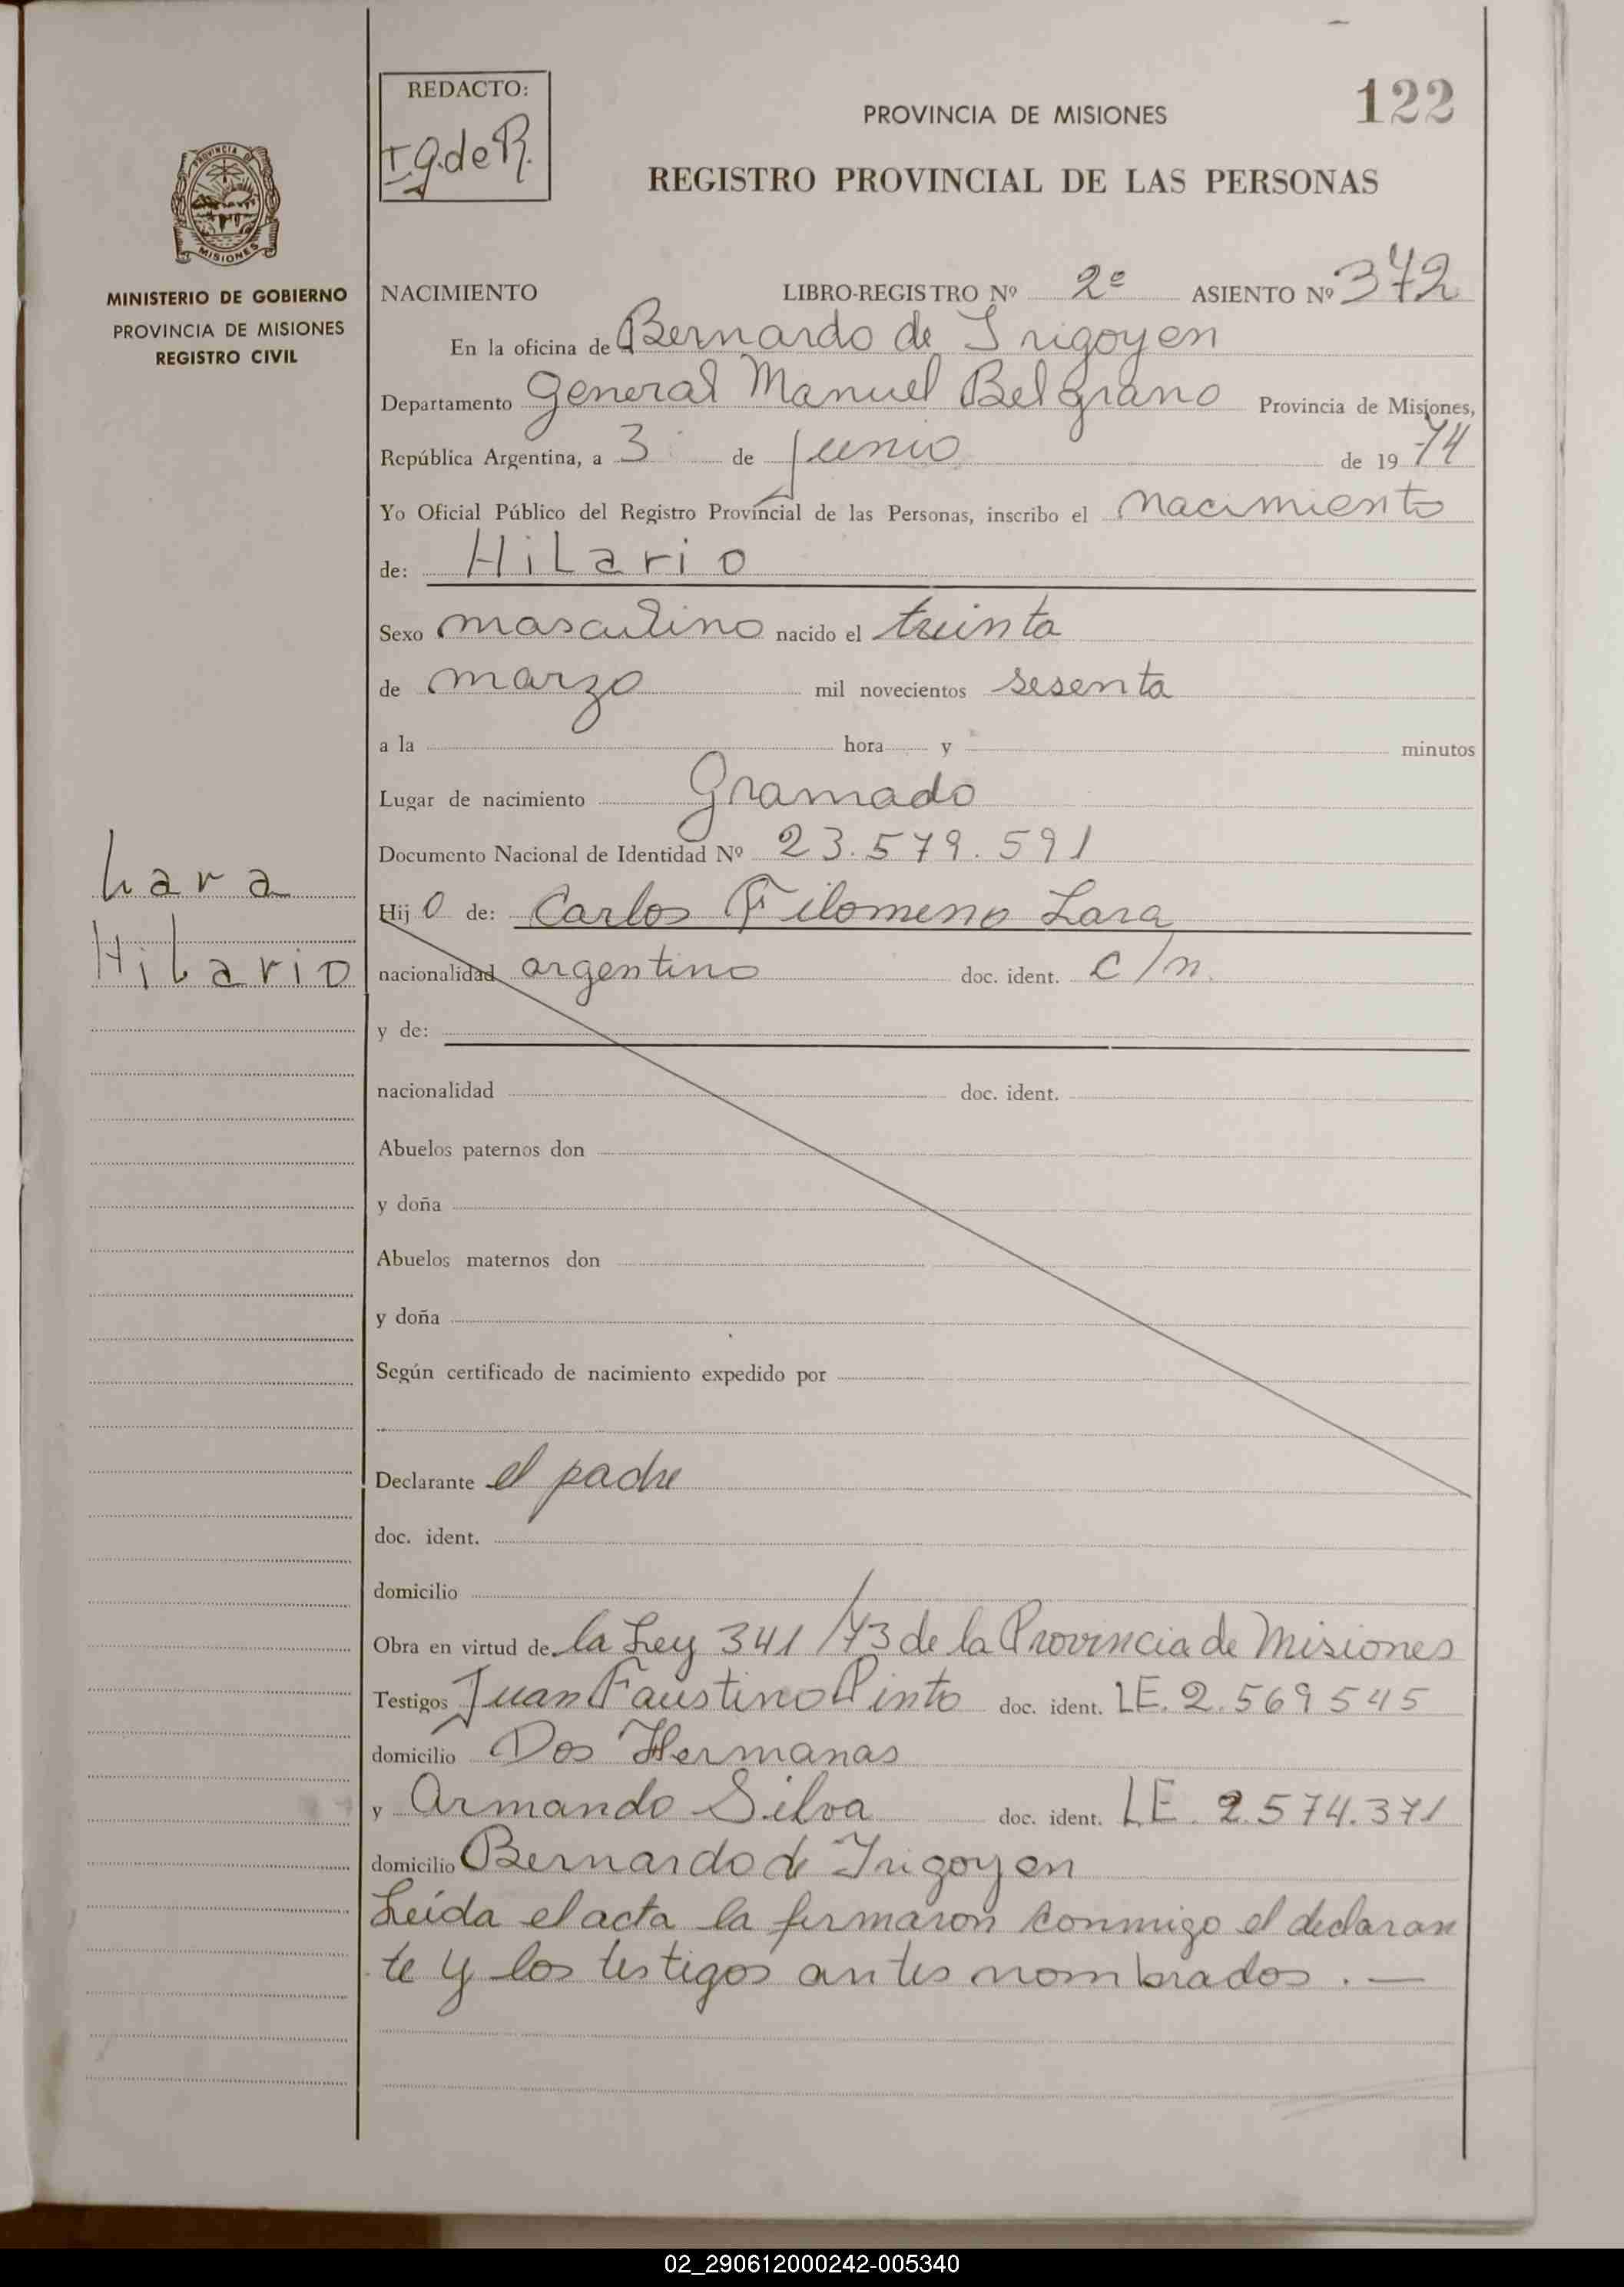 REDACTO:
I g. de R.
PROVINCIA DE MISIONES
122
REGISTRO PROVINCIAL DE LAS PERSONAS
PROVINCIA DE MISIONES
MINISTERIO DE GOBIERNO
PROVINCIA DE MISIONES
REGISTRO CIVIL
NACIMIENTO LIBRO-REGISTRO Nº 2º ASIENTO Nº 372
En la oficina de Bernardo de Irigoyen
Departamento General Manuel Belgrano Provincia de Misiones,
República Argentina, a 3 de junio de 19 74
Yo Oficial Público del Registro Provincial de las Personas, inscribo el nacimiento
de: HiLario
Sexo masculino nacido el treinta
de marzo mil novecientos sesenta
a la hora y minutos
Lugar de nacimiento Gramado
Documento Nacional de Identidad Nº 23.579.591
Lara
Hilario
Hij o de: Carlos Filomeno Lara
nacionalidad argentino doc. ident. C/n.
y de:
nacionalidad doc. ident.
Abuelos paternos don
y doña
Abuelos maternos don
y doña
Según certificado de nacimiento expedido por
Declarante el padre
doc. ident.
domicilio
Obra en virtud de la Ley 341/73 de la Provincia de Misiones
Testigos Juan Faustino Pinto doc. ident. LE. 2.569545
domicilio Dos Hermanas
y Armando Silva doc. ident. LE. 2.574.371
domicilio Bernardo de Irigoyen
Leída el acta la firmaron conmigo el declaran
te y los testigos antes nombrados . —
02_290612000242-005340